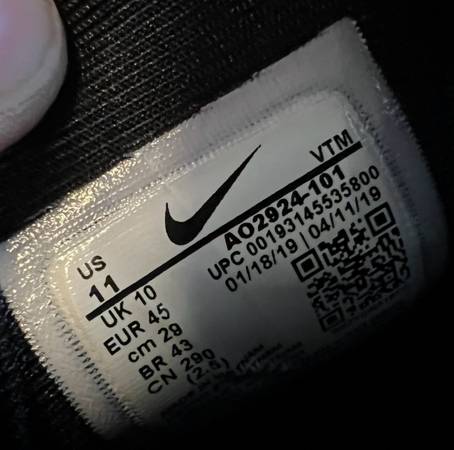 VTM
US
11
AO2924-101
UPC 00193145535800
01/18/19 | 04/11/19
UK 10
EUR 45
cm 29
BR 43
CN 290
(2.5)